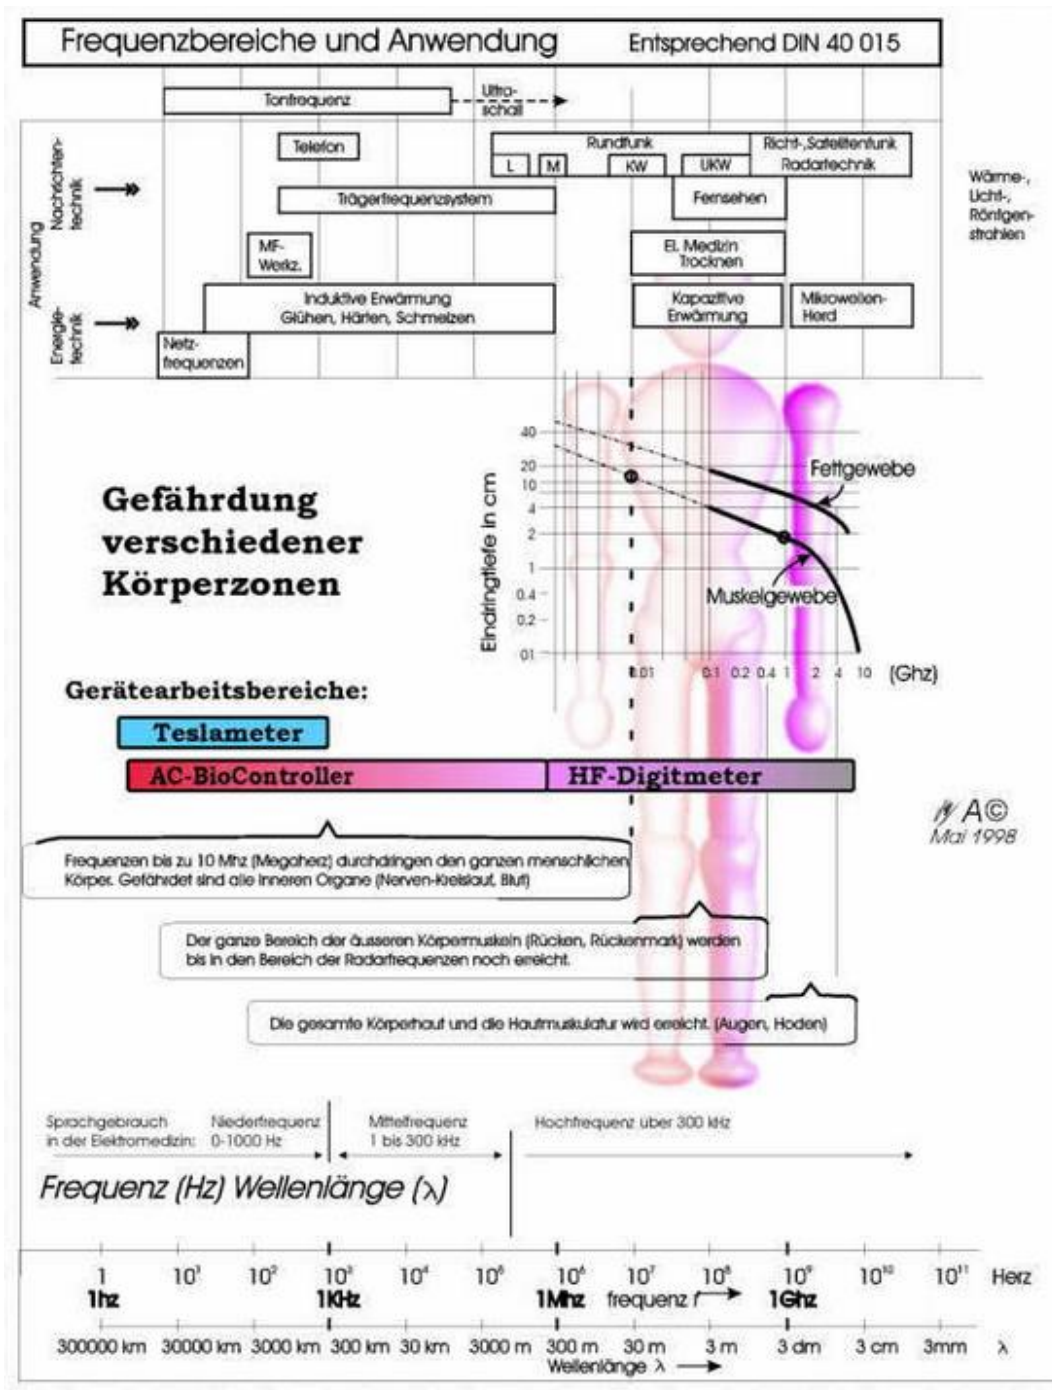 Frequenzbereiche und Anwendung Entsprechend DIN 40 015
Tonfrequenz
Ultra-
schall
Anwendung
Nachrichten-
technik
Telefon
Rundfunk
L M KW UKW
Richt-,Satellitenfunk
Radartechnik
Trägerfrequenzsystem
Fernsehen
Wärme-,
Licht-,
Röntgen-
strahlen
MF-
Werkz.
El. Medizin
Trocknen
Energie-
technik
Induktive Erwärmung
Glühen, Härten, Schmelzen
Kapazitive
Erwärmung
Mikrowellen-
Herd
Netz-
frequenzen
Gefährdung
verschiedener
Körperzonen
Eindringtiefe in cm
40
20
10
4
2
1
0.4
0.2
01
Fettgewebe
Muskelgewebe
0.01 0.1 0.2 0.4 1 2 4 10 (Ghz)
Gerätearbeitsbereiche:
Teslameter
AC-BioController HF-Digitmeter
A©
Mai 1998
Frequenzen bis zu 10 Mhz (Megaherz) durchdringen den ganzen menschlichen
Körper. Gefährdet sind alle inneren Organe (Nerven-Kreislauf, Blut)
Der ganze Bereich der äusseren Körpermuskeln (Rücken, Rückenmark) werden
bis in den Bereich der Radarfrequenzen noch erreicht.
Die gesamte Körperhaut und die Hautmuskulatur wird erreicht. (Augen, Hoden)
Sprachgebrauch
in der Elektromedizin:
Niederfrequenz
0-1000 Hz
Mittelfrequenz
1 bis 300 kHz
Hochfrequenz über 300 kHz
Frequenz (Hz) Wellenlänge (λ)
1 10¹ 10² 10³ 10⁴ 10⁶ 10⁶ 10⁷ 10⁸ 10⁹ 10¹⁰ 10¹¹ Herz
1hz 1KHz 1Mhz frequenz f 1Ghz
300000 km 30000 km 3000 km 300 km 30 km 3000 m 300 m 30 m 3 m 3 dm 3 cm 3mm λ
Wellenlänge λ